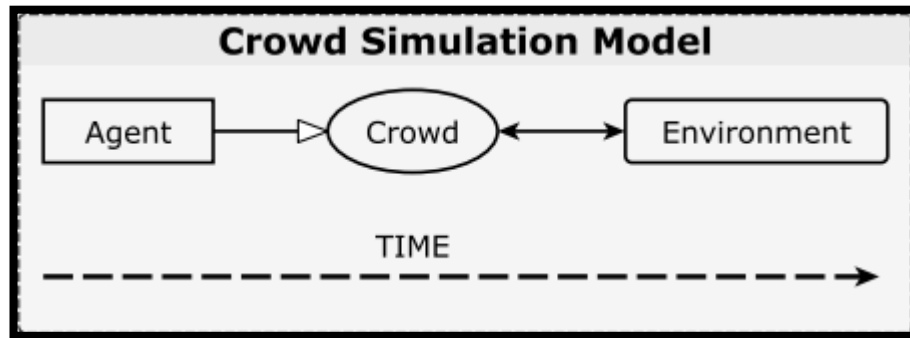 Crowd Simulation Model
Agent
Crowd
Environment
TIME